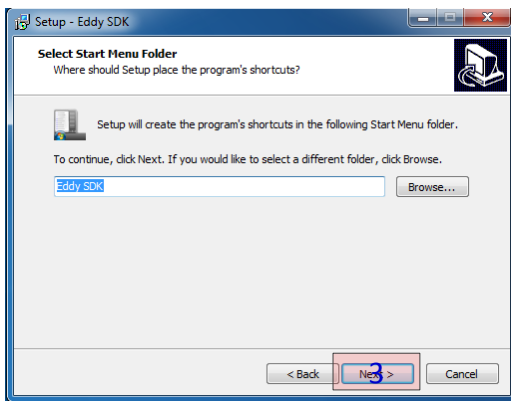 Setup - Eddy SDK
Select Start Menu Folder
Where should Setup place the program's shortcuts?
Setup will create the program's shortcuts in the following Start Menu folder.
To continue, click Next. If you would like to select a different folder, click Browse.
Eddy SDK
Browse...
< Back
Next >
3
Cancel